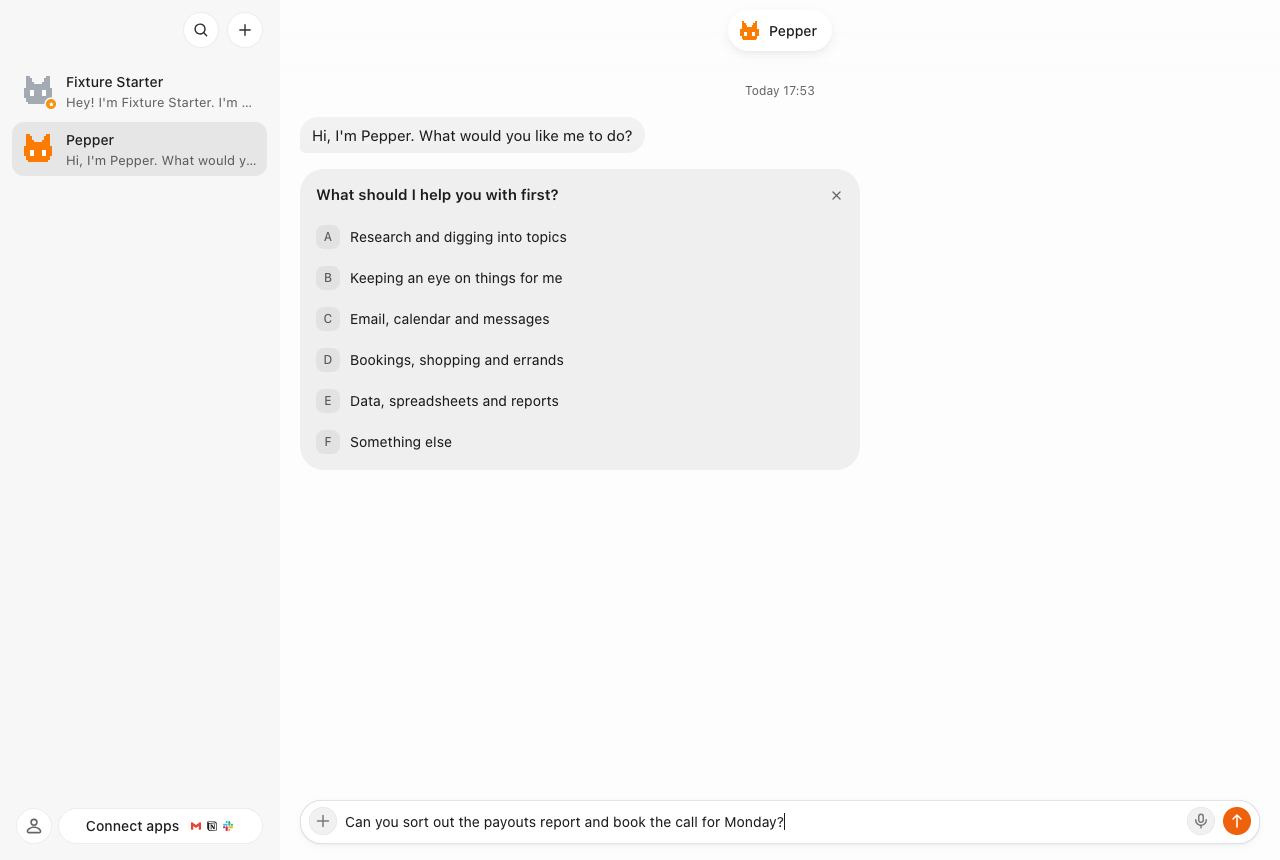 Pepper
Fixture Starter
Hey! I'm Fixture Starter. I'm ...
Pepper
Hi, I'm Pepper. What would y...
Today 17:53
Hi, I'm Pepper. What would you like me to do?
What should I help you with first?
A Research and digging into topics
B Keeping an eye on things for me
C Email, calendar and messages
D Bookings, shopping and errands
E Data, spreadsheets and reports
F Something else
Connect apps
Can you sort out the payouts report and book the call for Monday?